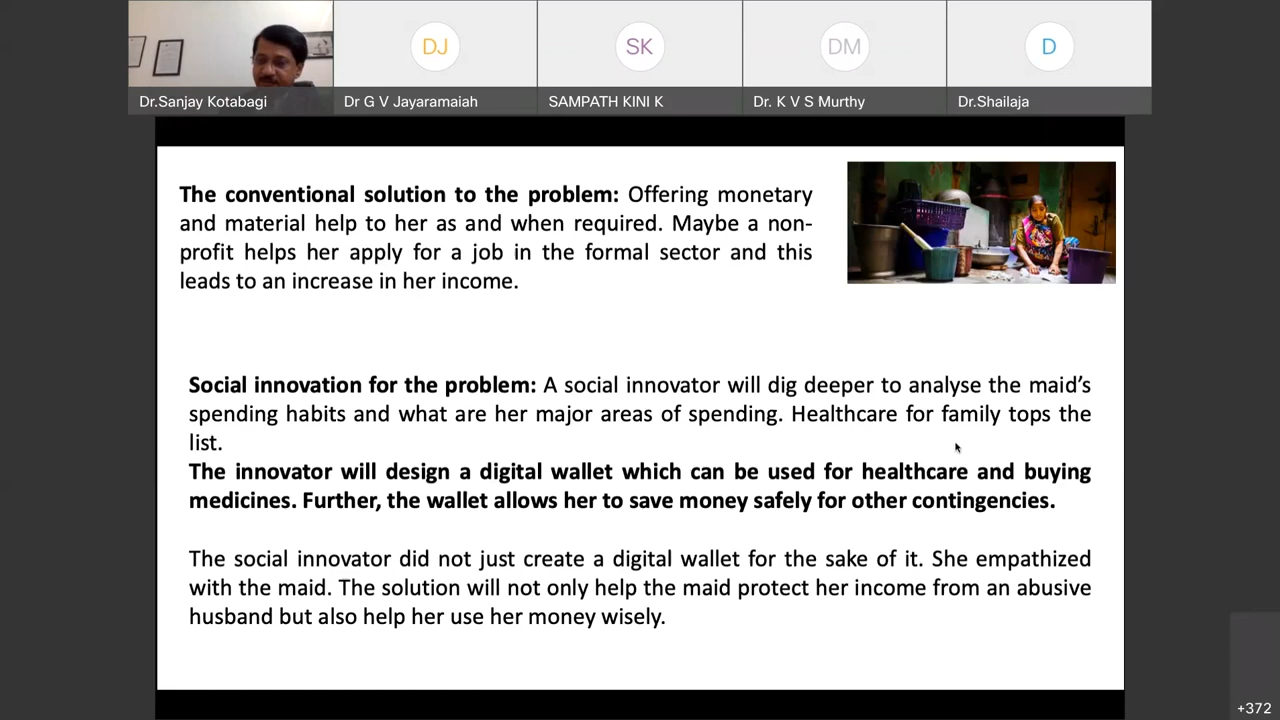 DJ
SK
DM
D
Dr.Sanjay Kotabagi
Dr G V Jayaramaiah
SAMPATH KINI K
Dr. K V S Murthy
Dr.Shailaja
The conventional solution to the problem: Offering monetary
and material help to her as and when required. Maybe a non-
profit helps her apply for a job in the formal sector and this
leads to an increase in her income.
Social innovation for the problem: A social innovator will dig deeper to analyse the maid’s
spending habits and what are her major areas of spending. Healthcare for family tops the
list.
The innovator will design a digital wallet which can be used for healthcare and buying
medicines. Further, the wallet allows her to save money safely for other contingencies.
The social innovator did not just create a digital wallet for the sake of it. She empathized
with the maid. The solution will not only help the maid protect her income from an abusive
husband but also help her use her money wisely.
+372